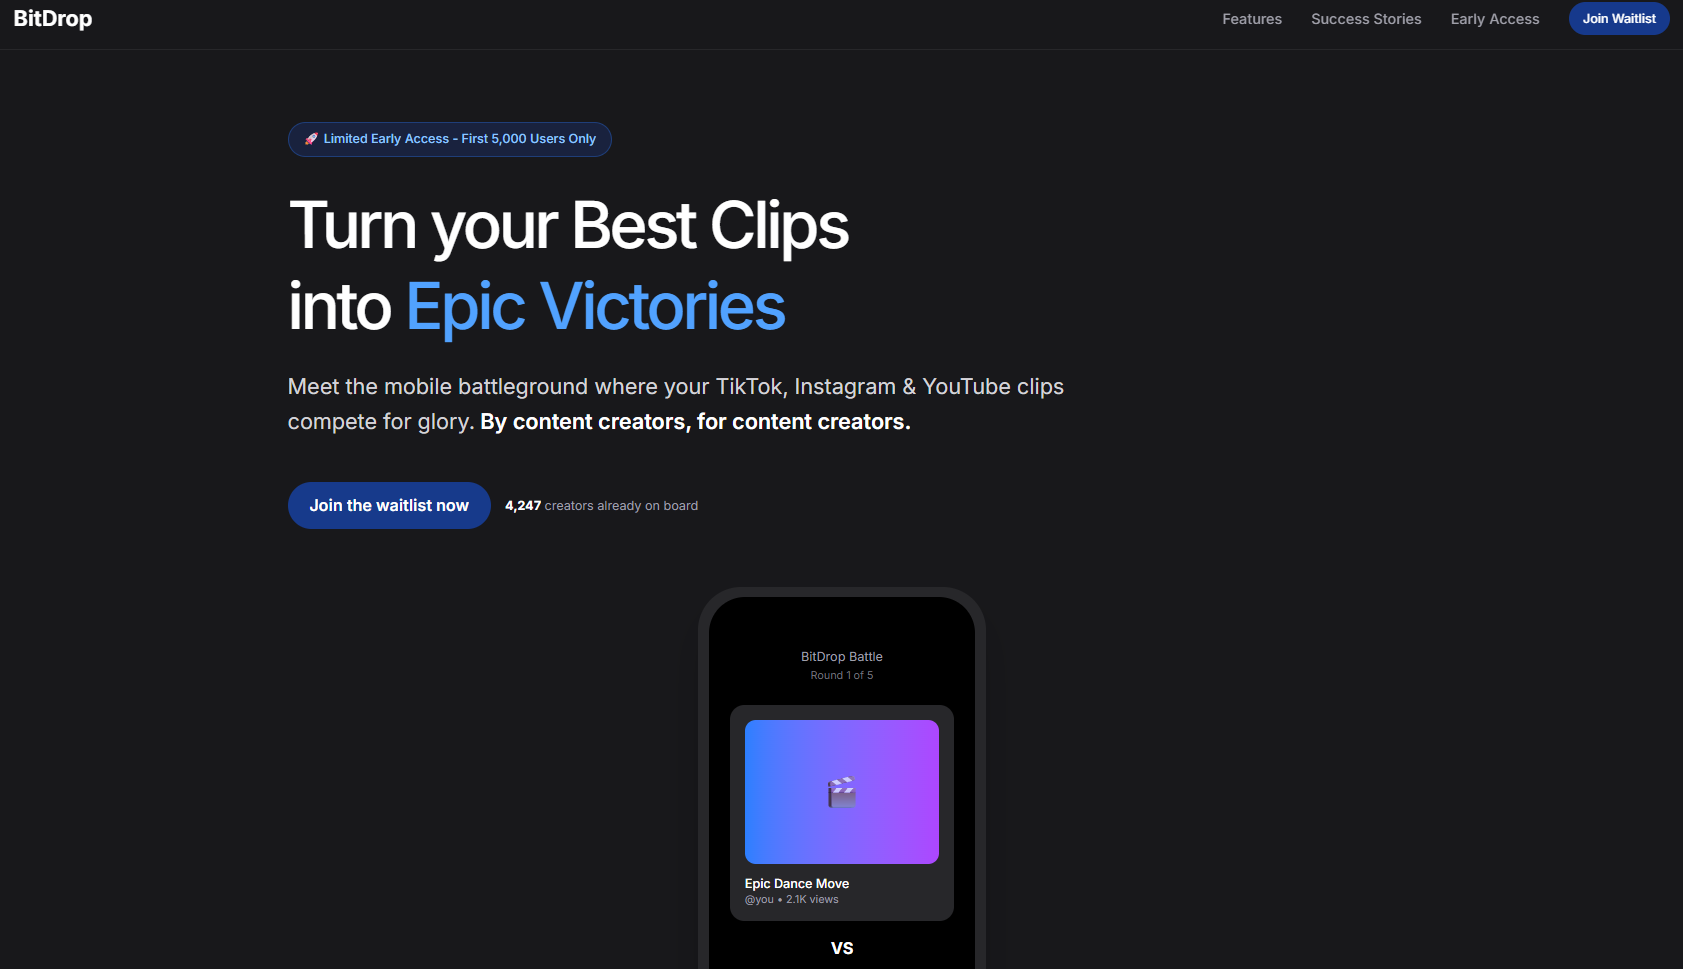 BitDrop
Features
Success Stories
Early Access
Join Waitlist
🚀 Limited Early Access - First 5,000 Users Only
Turn your Best Clips
into Epic Victories
Meet the mobile battleground where your TikTok, Instagram & YouTube clips
compete for glory. By content creators, for content creators.
Join the waitlist now
4,247 creators already on board
BitDrop Battle
Round 1 of 5
Epic Dance Move
@you • 2.1K views
VS